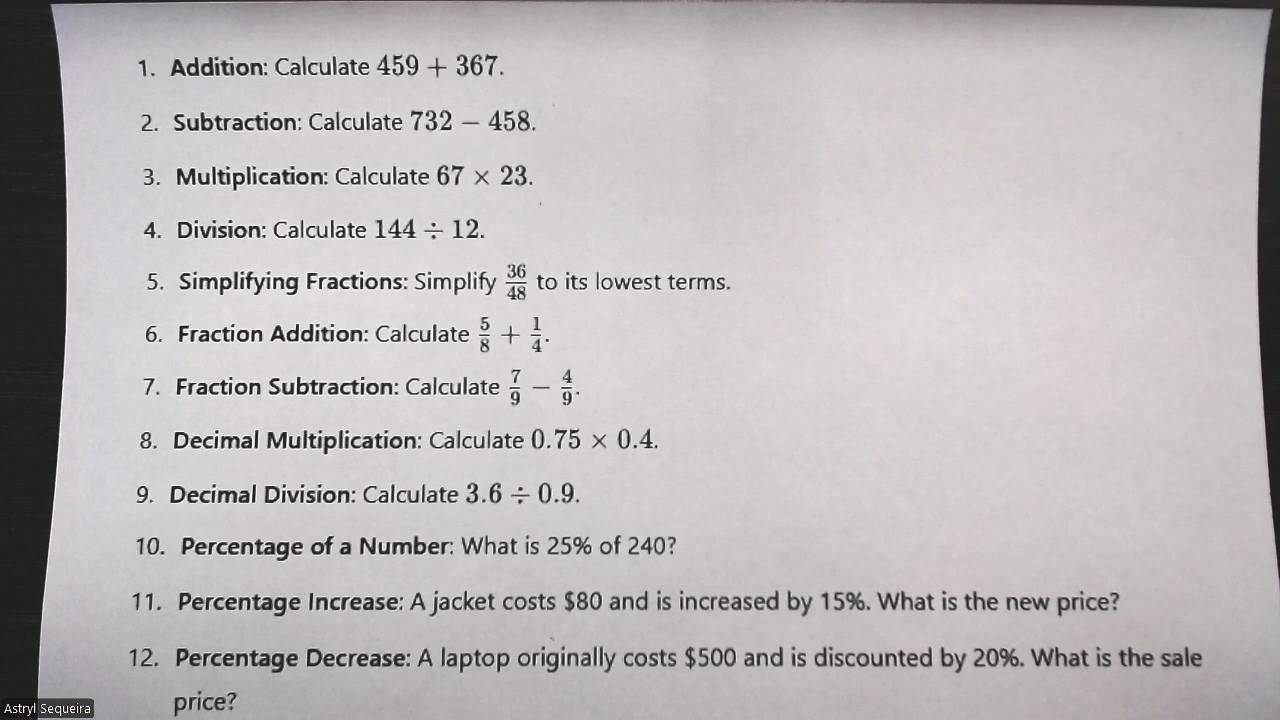 1. Addition: Calculate 459 + 367.
2. Subtraction: Calculate 732 − 458.
3. Multiplication: Calculate 67 × 23.
4. Division: Calculate 144 ÷ 12.
5. Simplifying Fractions: Simplify 36/48 to its lowest terms.
6. Fraction Addition: Calculate 5/8 + 1/4.
7. Fraction Subtraction: Calculate 7/9 − 4/9.
8. Decimal Multiplication: Calculate 0.75 × 0.4.
9. Decimal Division: Calculate 3.6 ÷ 0.9.
10. Percentage of a Number: What is 25% of 240?
11. Percentage Increase: A jacket costs $80 and is increased by 15%. What is the new price?
12. Percentage Decrease: A laptop originally costs $500 and is discounted by 20%. What is the sale
price?
Astryl Sequeira